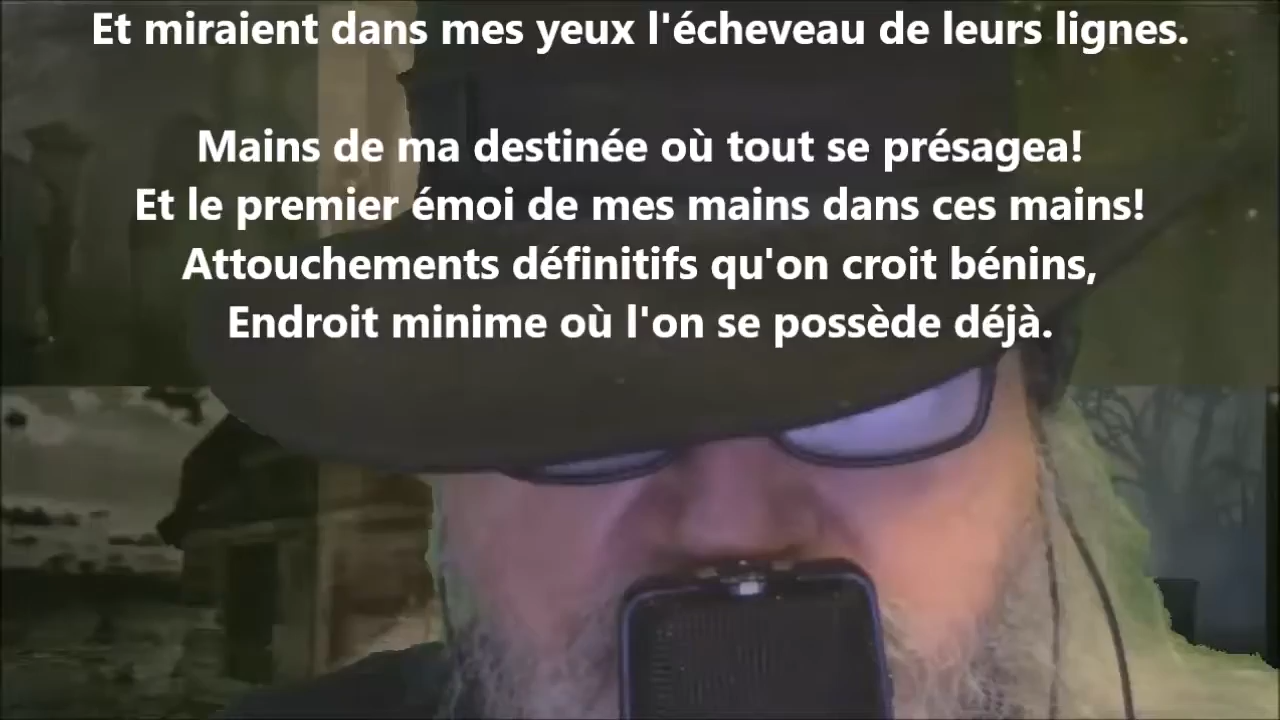 Et miraient dans mes yeux l'écheveau de leurs lignes.
Mains de ma destinée où tout se présagea!
Et le premier émoi de mes mains dans ces mains!
Attouchements définitifs qu'on croit bénins,
Endroit minime où l'on se possède déjà.